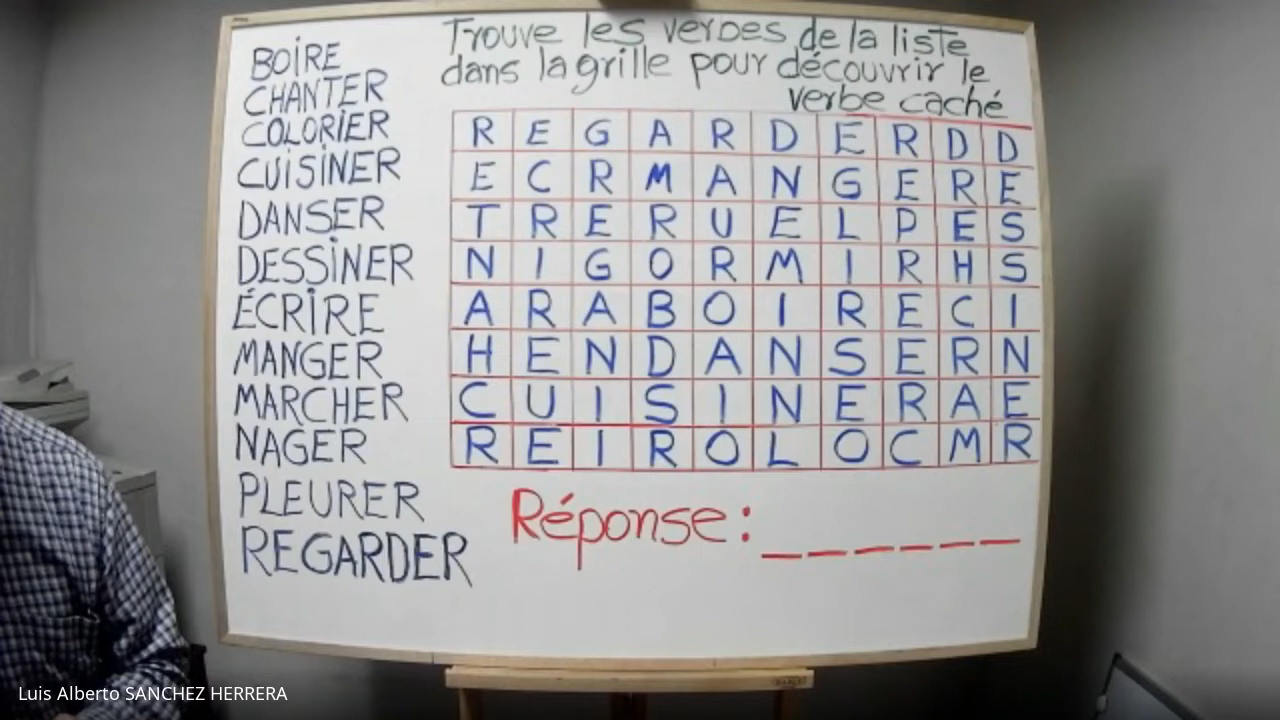 Trouve les verbes de la liste
dans la grille pour découvrir le
verbe caché
BOIRE
CHANTER
COLORIER
CUISINER
DANSER
DESSINER
ÉCRIRE
MANGER
MARCHER
NAGER
PLEURER
REGARDER
R E G A R D E R D D
E C R M A N G E R E
T R E R U E L P E S
N I G O R M I R H S
A R A B O I R E C I
H E N D A N S E R N
C U I S I N E R A E
R E I R O L O C M R
Réponse : _ _ _ _ _ _
Luis Alberto SANCHEZ HERRERA